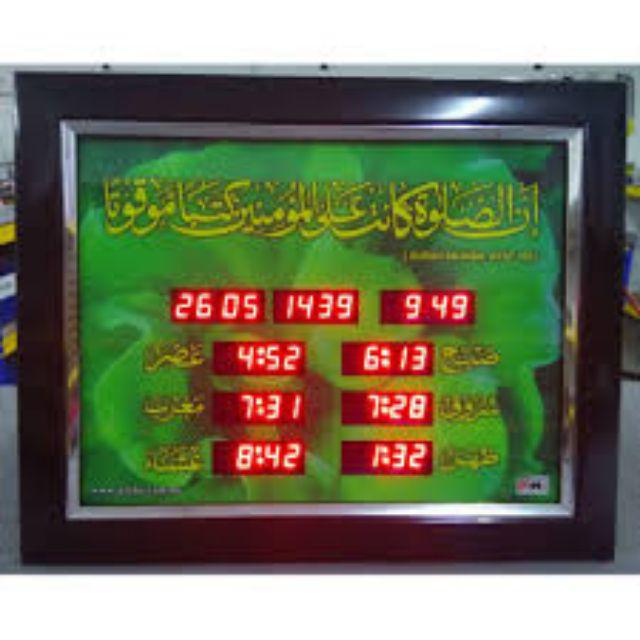 إن الصلوة كانت على المؤمنين كتبا موقوتا
26 05 1439 9 49
صبح 6:13 عصر 4:52
شروق 7:28 مغرب 7:31
ظهر 1:32 عشاء 8:42